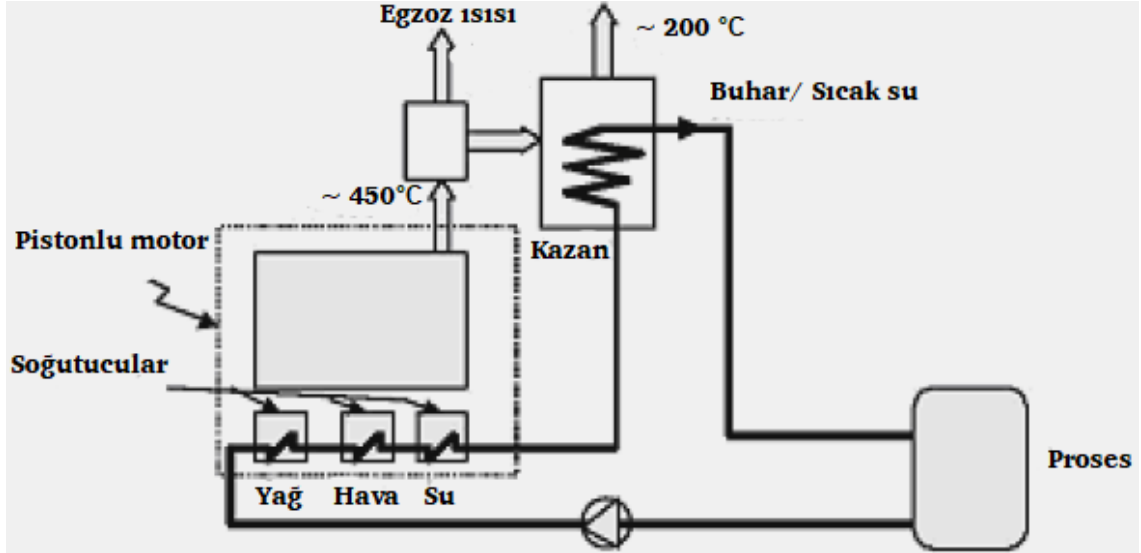 Egzoz ısısı
~ 200 °C
Buhar/ Sıcak su
~ 450°C
Pistonlu motor
Kazan
Soğutucular
Proses
Yağ
Hava
Su